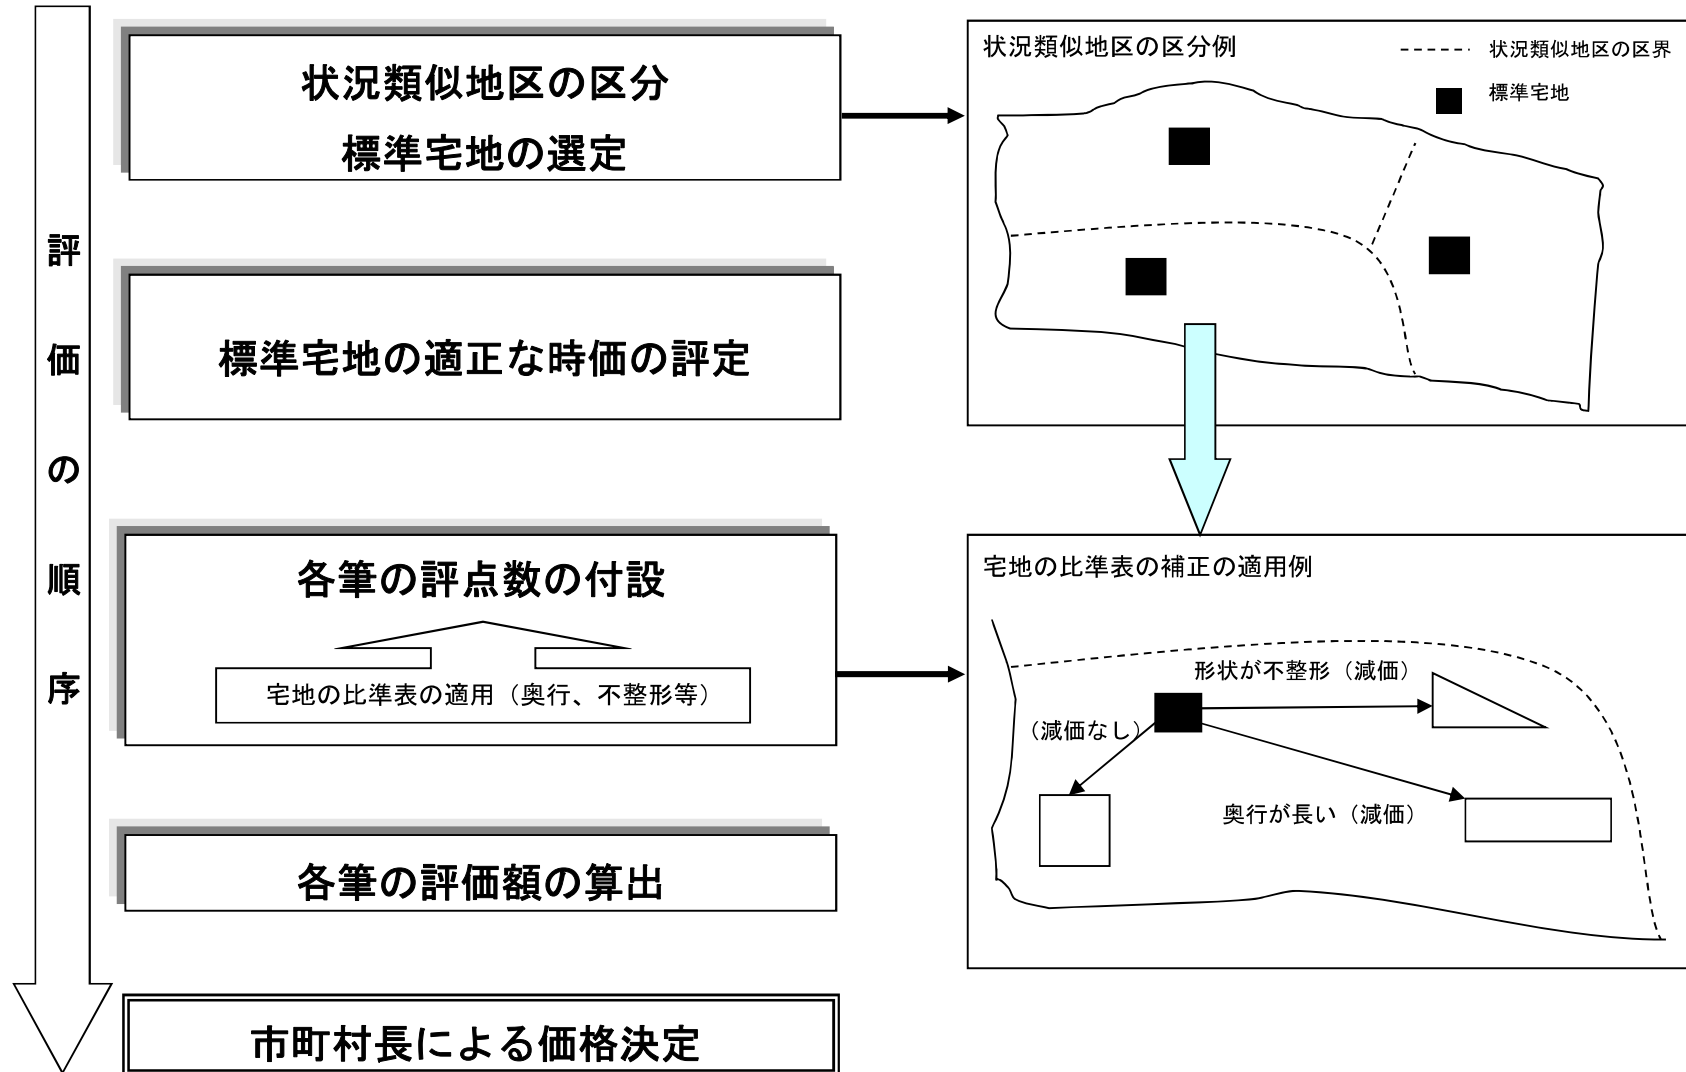 評価の順序
状況類似地区の区分
標準宅地の選定
標準宅地の適正な時価の評定
各筆の評点数の付設
宅地の比準表の適用（奥行、不整形等）
各筆の評価額の算出
市町村長による価格決定
状況類似地区の区分例
状況類似地区の区界
標準宅地
宅地の比準表の補正の適用例
形状が不整形（減価）
（減価なし）
奥行が長い（減価）